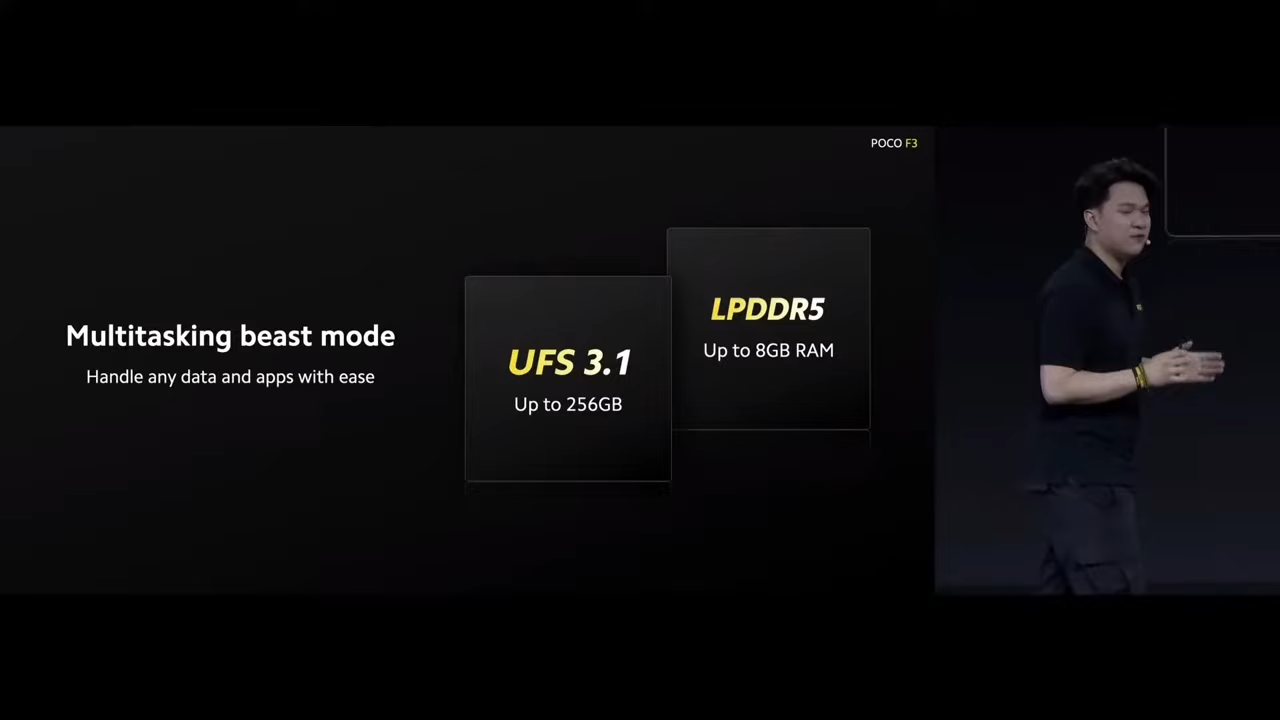 POCO F3
Multitasking beast mode
Handle any data and apps with ease
UFS 3.1
Up to 256GB
LPDDR5
Up to 8GB RAM